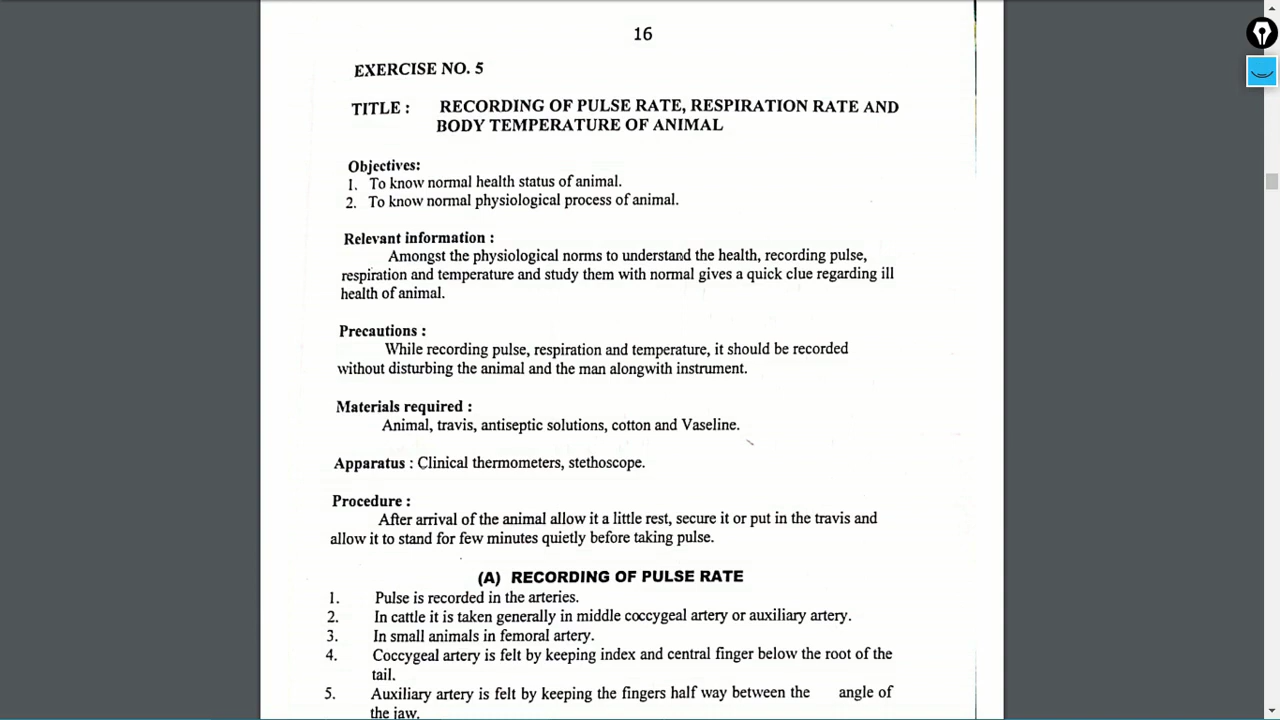 16
EXERCISE NO. 5
TITLE : RECORDING OF PULSE RATE, RESPIRATION RATE AND
BODY TEMPERATURE OF ANIMAL
Objectives:
1. To know normal health status of animal.
2. To know normal physiological process of animal.
Relevant information :
Amongst the physiological norms to understand the health, recording pulse,
respiration and temperature and study them with normal gives a quick clue regarding ill
health of animal.
Precautions :
While recording pulse, respiration and temperature, it should be recorded
without disturbing the animal and the man alongwith instrument.
Materials required :
Animal, travis, antiseptic solutions, cotton and Vaseline.
Apparatus : Clinical thermometers, stethoscope.
Procedure :
After arrival of the animal allow it a little rest, secure it or put in the travis and
allow it to stand for few minutes quietly before taking pulse.
(A) RECORDING OF PULSE RATE
1. Pulse is recorded in the arteries.
2. In cattle it is taken generally in middle coccygeal artery or auxiliary artery.
3. In small animals in femoral artery.
4. Coccygeal artery is felt by keeping index and central finger below the root of the
tail.
5. Auxiliary artery is felt by keeping the fingers half way between the angle of
the jaw.